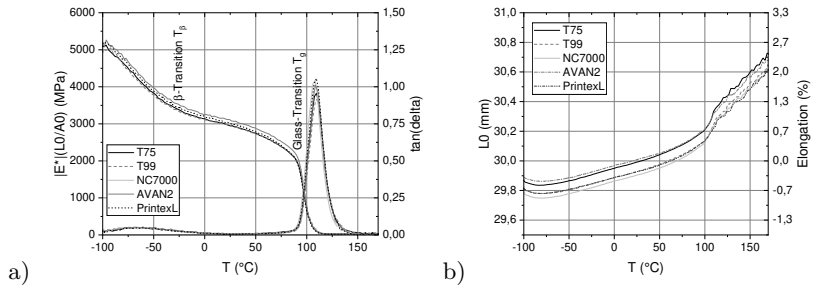 6000
5000
4000
3000
2000
1000
0
|E*|(L0/A0) (MPa)
-100
-50
0
50
100
150
T (°C)
1,50
1,25
1,00
0,75
0,50
0,25
0,00
tan(delta)
β-Transition Tβ
Glass-Transition Tg
T75
T99
NC7000
AVAN2
PrintexL
a)
31,0
30,8
30,6
30,4
30,2
30,0
29,8
29,6
L0 (mm)
-100
-50
0
50
100
150
T (°C)
3,3
2,7
2,0
1,3
0,7
0,0
-0,7
-1,3
Elongation (%)
T75
T99
NC7000
AVAN2
PrintexL
b)